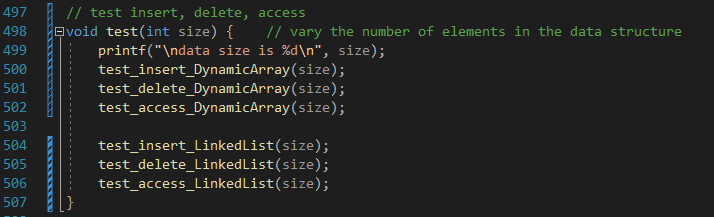 497 // test insert, delete, access
498 void test(int size) {    // vary the number of elements in the data structure
499     printf("\ndata size is %d\n", size);
500     test_insert_DynamicArray(size);
501     test_delete_DynamicArray(size);
502     test_access_DynamicArray(size);
503
504     test_insert_LinkedList(size);
505     test_delete_LinkedList(size);
506     test_access_LinkedList(size);
507 }